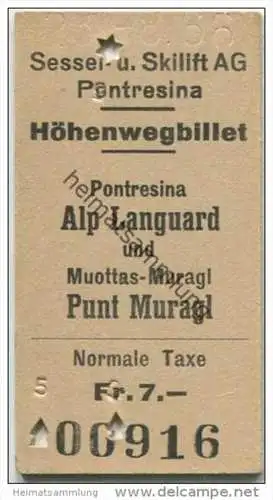 Sessel- u. Skilift AG
Pontresina
Höhenwegbillet
Pontresina
Alp Languard
und
Muottas-Muragl
Punt Muragl
Normale Taxe
5
Fr. 7.—
00916
heimatsammlung
Heimatsammlung
www.delcampe.net